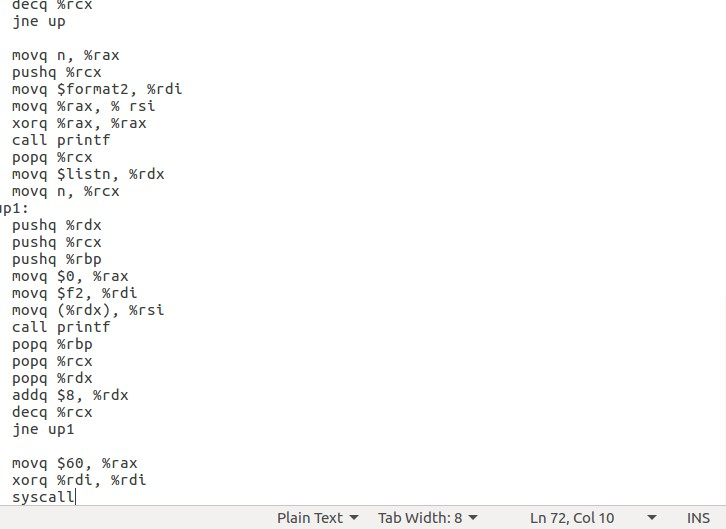 decq %rcx
jne up
movq n, %rax
pushq %rcx
movq $format2, %rdi
movq %rax, % rsi
xorq %rax, %rax
call printf
popq %rcx
movq $listn, %rdx
movq n, %rcx
up1:
pushq %rdx
pushq %rcx
pushq %rbp
movq $0, %rax
movq $f2, %rdi
movq (%rdx), %rsi
call printf
popq %rbp
popq %rcx
popq %rdx
addq $8, %rdx
decq %rcx
jne up1
movq $60, %rax
xorq %rdi, %rdi
syscall
Plain Text Tab Width: 8 Ln 72, Col 10 INS